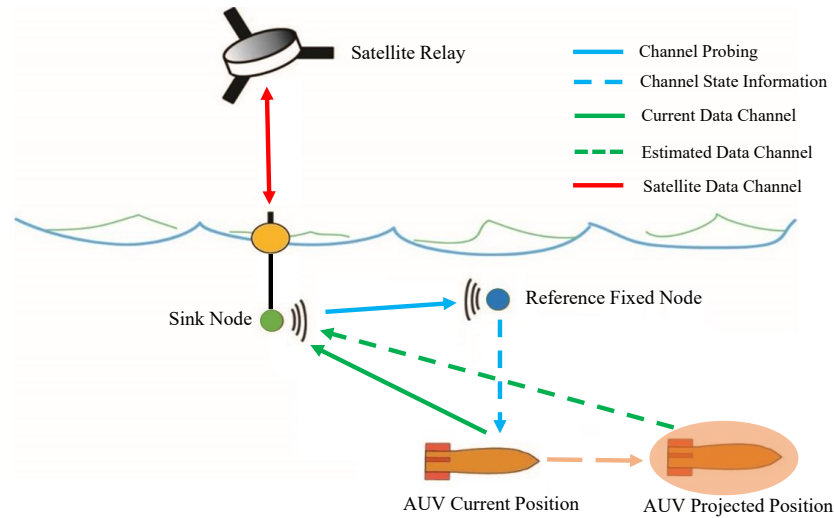 Satellite Relay
Channel Probing
Channel State Information
Current Data Channel
Estimated Data Channel
Satellite Data Channel
Sink Node
Reference Fixed Node
AUV Current Position
AUV Projected Position